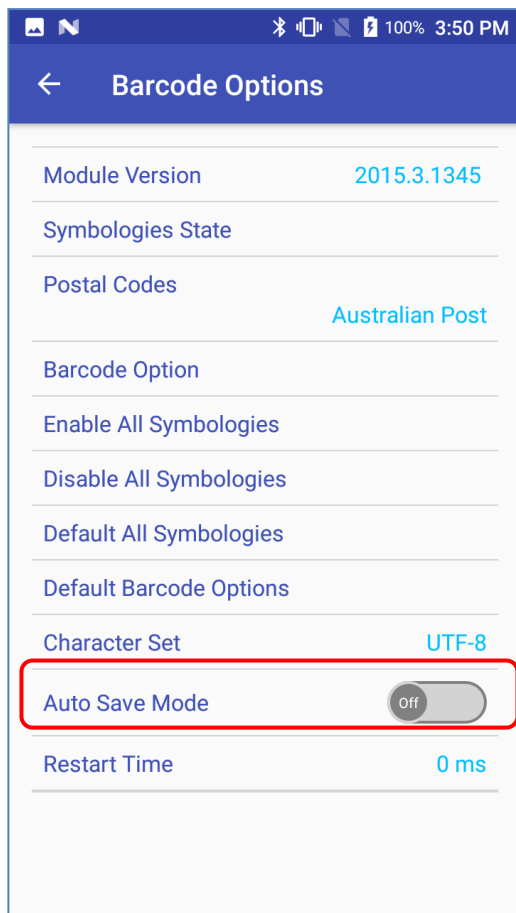 100% 3:50 PM
Barcode Options
Module Version 2015.3.1345
Symbologies State
Postal Codes
Australian Post
Barcode Option
Enable All Symbologies
Disable All Symbologies
Default All Symbologies
Default Barcode Options
Character Set UTF-8
Auto Save Mode Off
Restart Time 0 ms